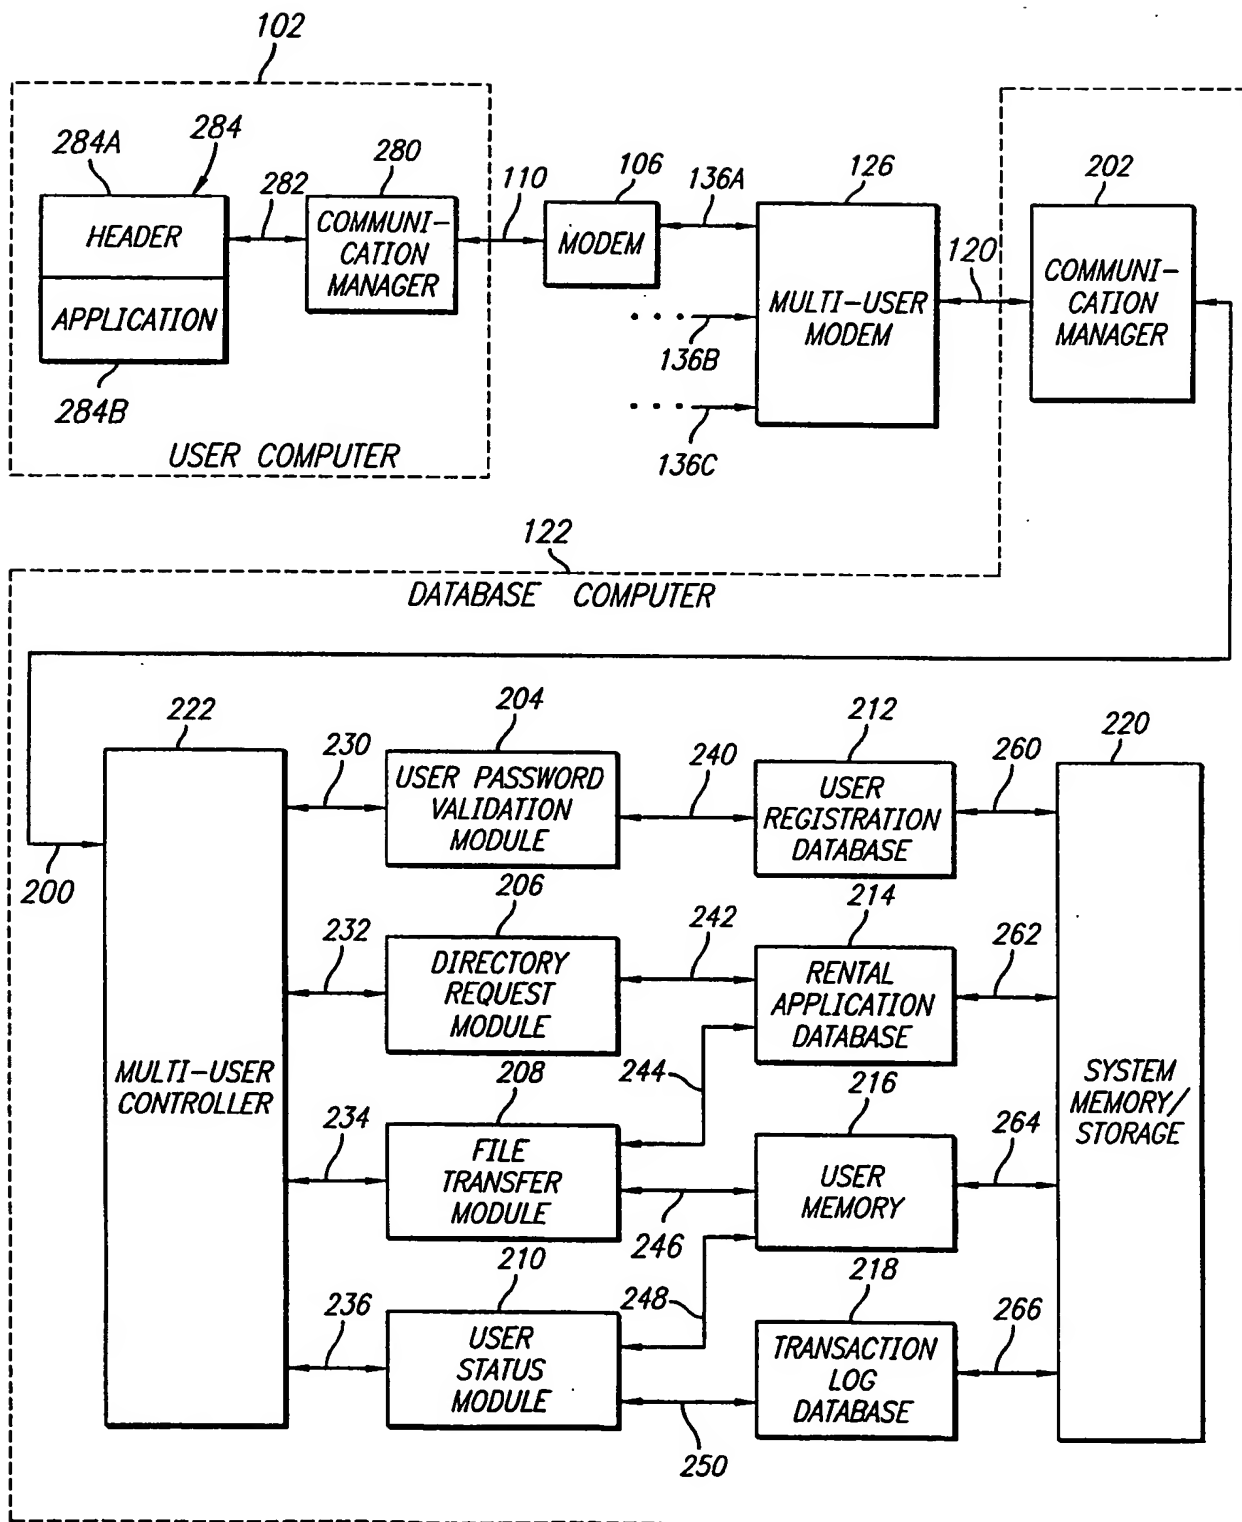 102
284A
284
282
280
110
106
136A
126
202
HEADER
APPLICATION
COMMUNI-
CATION
MANAGER
MODEM
MULTI-USER
MODEM
120
COMMUNI-
CATION
MANAGER
136B
136C
284B
USER COMPUTER
122
DATABASE COMPUTER
222
204
212
220
230
USER PASSWORD
VALIDATION
MODULE
240
USER
REGISTRATION
DATABASE
260
200
206
214
232
DIRECTORY
REQUEST
MODULE
242
RENTAL
APPLICATION
DATABASE
262
MULTI-USER
CONTROLLER
244
SYSTEM
MEMORY/
STORAGE
208
216
234
FILE
TRANSFER
MODULE
246
USER
MEMORY
264
210
248
218
236
USER
STATUS
MODULE
250
TRANSACTION
LOG
DATABASE
266